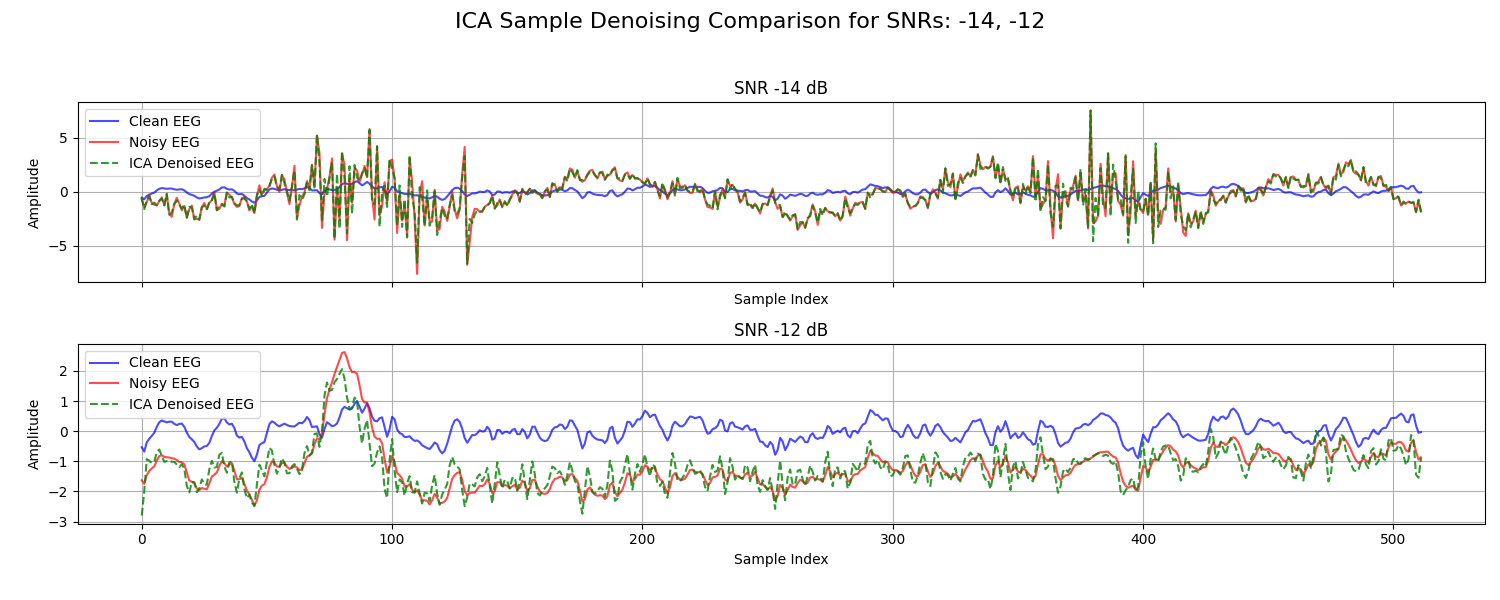 ICA Sample Denoising Comparison for SNRs: -14, -12
SNR -14 dB
Clean EEG
Noisy EEG
ICA Denoised EEG
Amplitude
5
0
−5
Sample Index
SNR -12 dB
Clean EEG
Noisy EEG
ICA Denoised EEG
Amplitude
2
1
0
−1
−2
−3
0 100 200 300 400 500
Sample Index